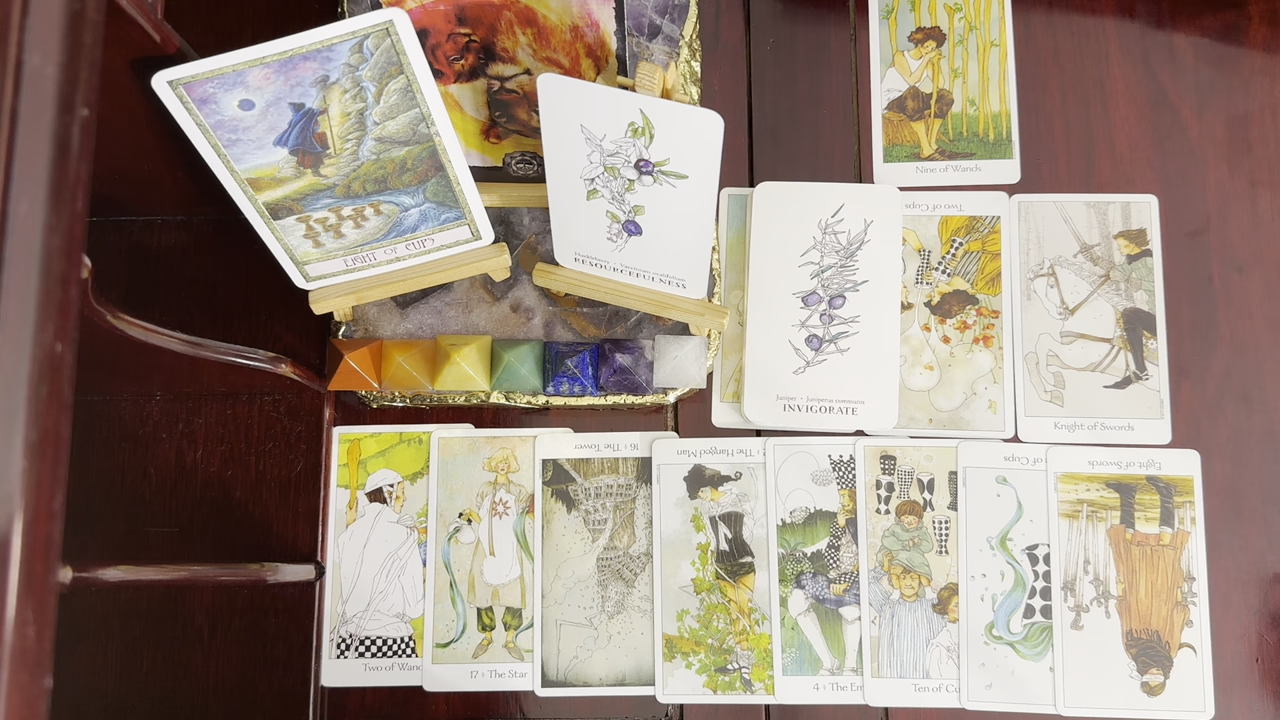 EIGHT OF CUPS
Huckleberry • Vaccinium ovalifolium
RESOURCEFULNESS
Nine of Wands
Juniper • Juniperus communis
INVIGORATE
Two of Cups
Knight of Swords
Two of Wand
17 ♀ The Star
16 ♀ The Tower
The Hanged Man
4 ♀ The Em
Ten of Cu
of Cups
Eight of Swords